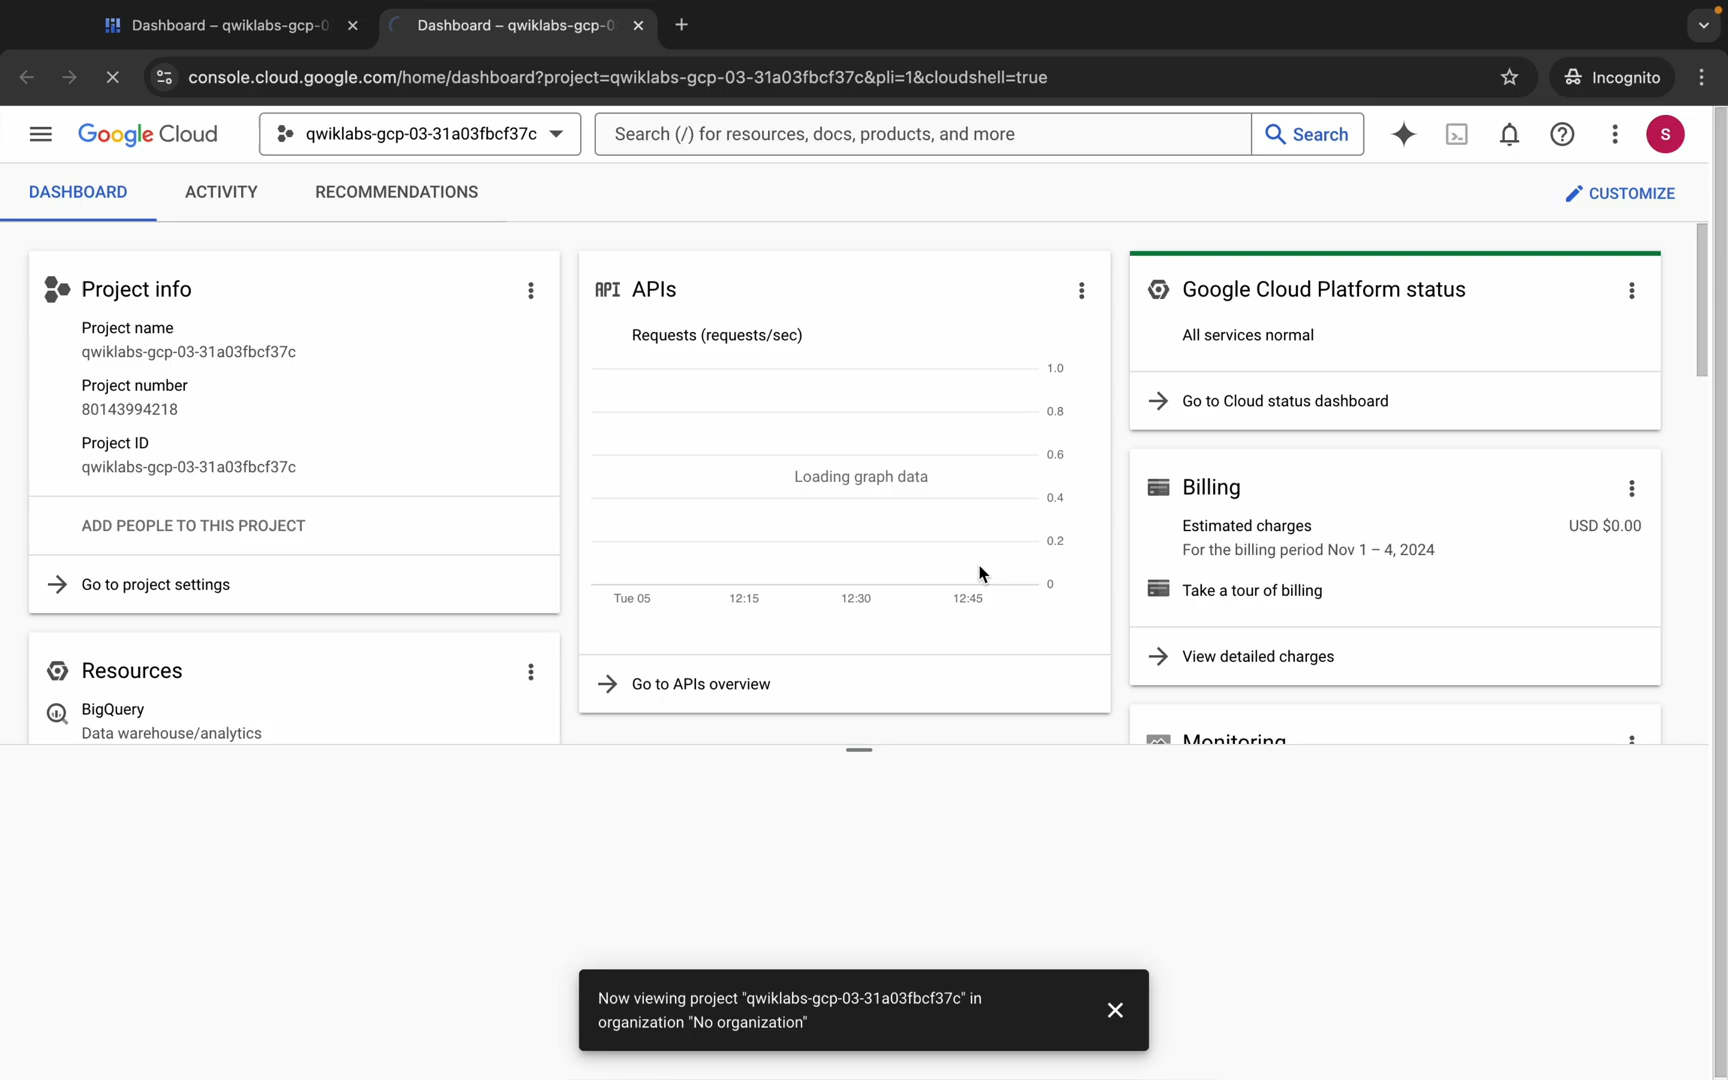 Dashboard – qwiklabs-gcp-0
Dashboard – qwiklabs-gcp-0
console.cloud.google.com/home/dashboard?project=qwiklabs-gcp-03-31a03fbcf37c&pli=1&cloudshell=true
Incognito
Google Cloud
qwiklabs-gcp-03-31a03fbcf37c
Search (/) for resources, docs, products, and more
Search
S
DASHBOARD
ACTIVITY
RECOMMENDATIONS
CUSTOMIZE
Project info
Project name
qwiklabs-gcp-03-31a03fbcf37c
Project number
80143994218
Project ID
qwiklabs-gcp-03-31a03fbcf37c
ADD PEOPLE TO THIS PROJECT
Go to project settings
Resources
BigQuery
Data warehouse/analytics
API APIs
Requests (requests/sec)
1.0
0.8
0.6
Loading graph data
0.4
0.2
0
Tue 05
12:15
12:30
12:45
Go to APIs overview
Google Cloud Platform status
All services normal
Go to Cloud status dashboard
Billing
Estimated charges
USD $0.00
For the billing period Nov 1 – 4, 2024
Take a tour of billing
View detailed charges
Monitoring
Now viewing project "qwiklabs-gcp-03-31a03fbcf37c" in
organization "No organization"